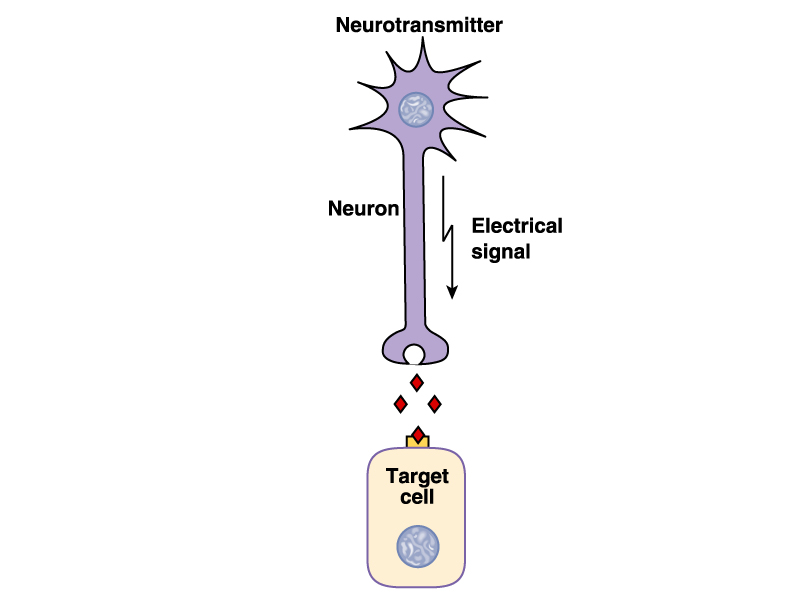 Neurotransmitter
Neuron
Electrical
signal
Target
cell